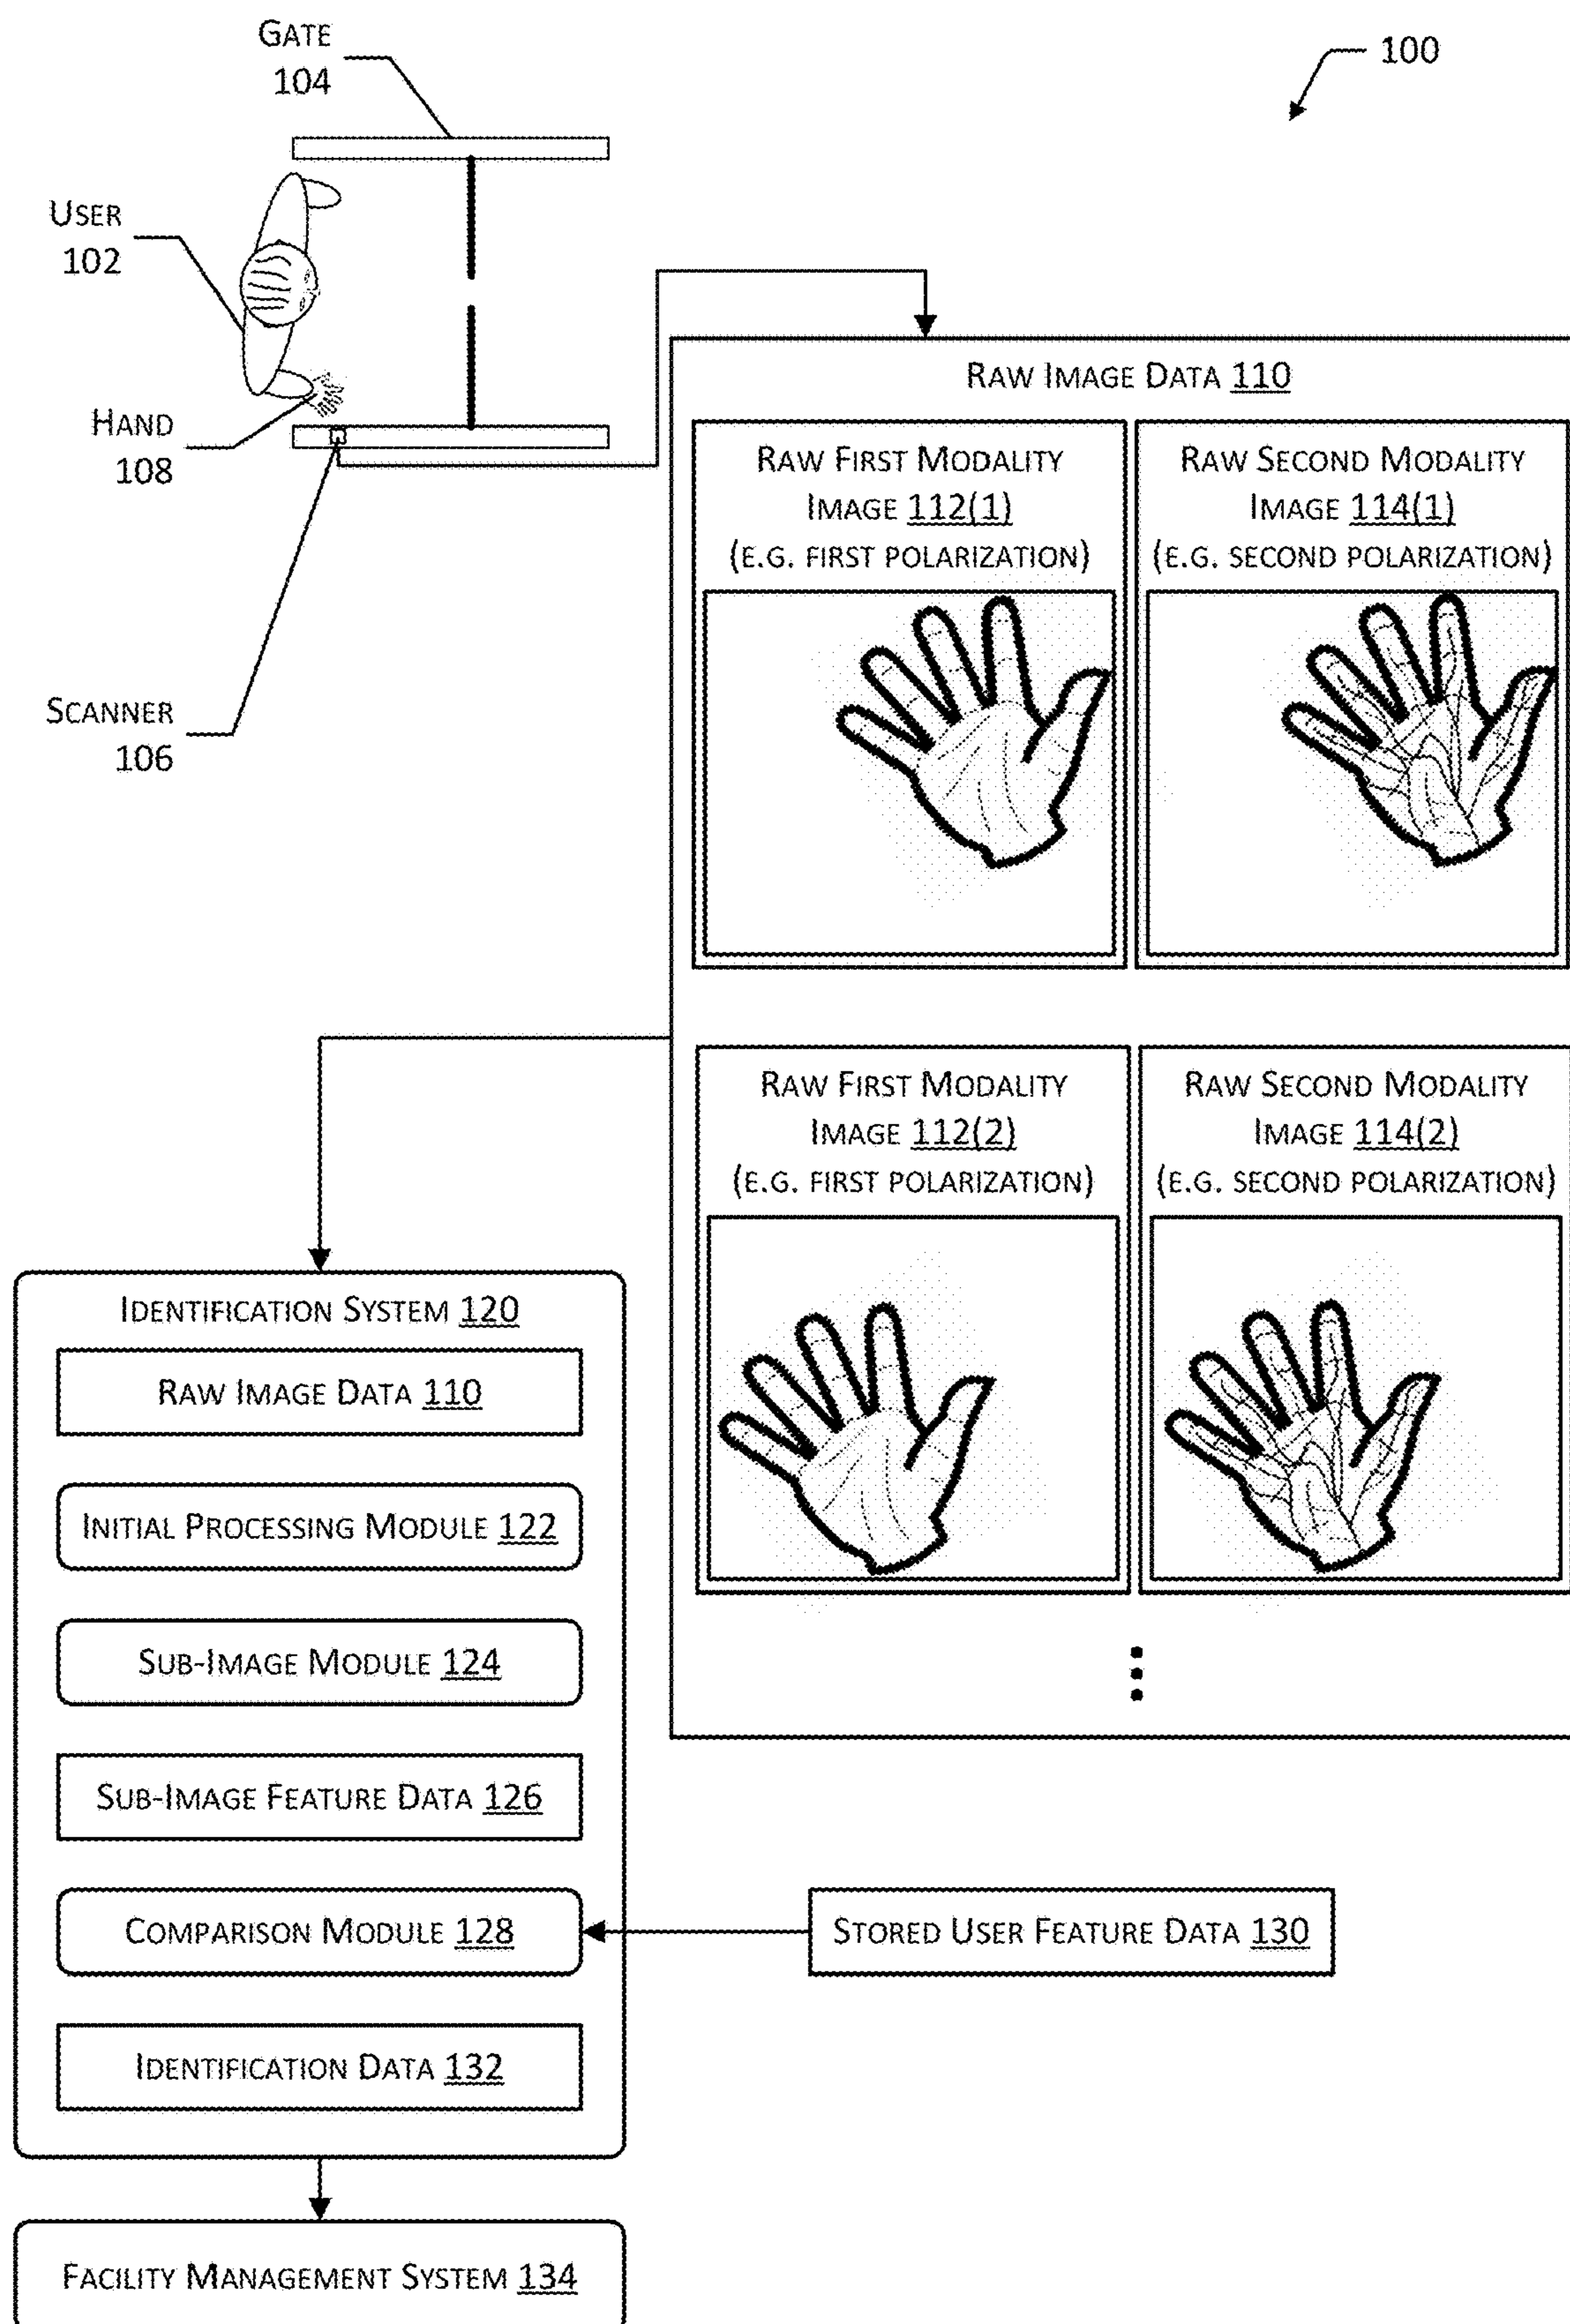 GATE
104
100
USER
102
HAND
108
SCANNER
106
RAW IMAGE DATA 110
RAW FIRST MODALITY
IMAGE 112(1)
(E.G. FIRST POLARIZATION)
RAW SECOND MODALITY
IMAGE 114(1)
(E.G. SECOND POLARIZATION)
RAW FIRST MODALITY
IMAGE 112(2)
(E.G. FIRST POLARIZATION)
RAW SECOND MODALITY
IMAGE 114(2)
(E.G. SECOND POLARIZATION)
IDENTIFICATION SYSTEM 120
RAW IMAGE DATA 110
INITIAL PROCESSING MODULE 122
SUB-IMAGE MODULE 124
SUB-IMAGE FEATURE DATA 126
COMPARISON MODULE 128
STORED USER FEATURE DATA 130
IDENTIFICATION DATA 132
FACILITY MANAGEMENT SYSTEM 134